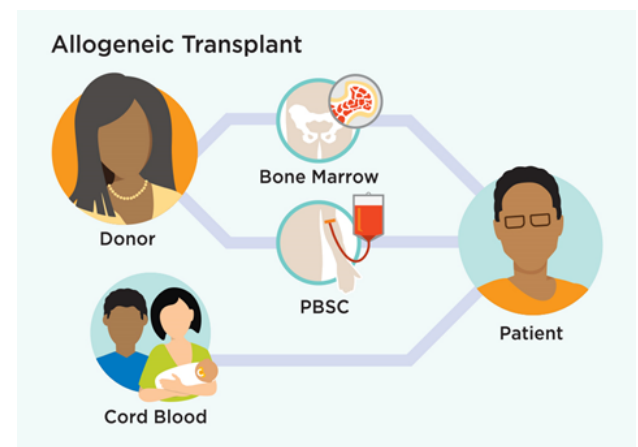 Allogeneic Transplant
Bone Marrow
Donor
PBSC
Patient
Cord Blood